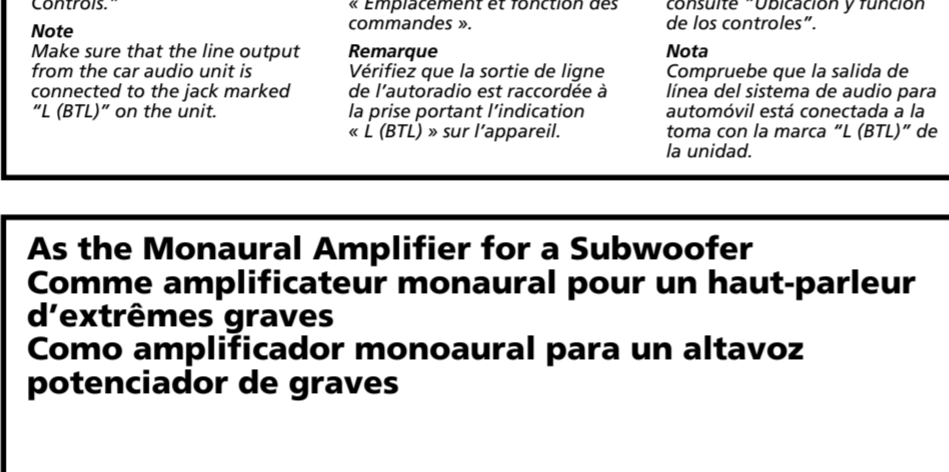 Controls."
Note
Make sure that the line output
from the car audio unit is
connected to the jack marked
“L (BTL)” on the unit.
« Emplacement et fonction des
commandes ».
Remarque
Vérifiez que la sortie de ligne
de l’autoradio est raccordée à
la prise portant l’indication
« L (BTL) » sur l’appareil.
consulte “Ubicación y función
de los controles”.
Nota
Compruebe que la salida de
línea del sistema de audio para
automóvil está conectada a la
toma con la marca “L (BTL)” de
la unidad.
As the Monaural Amplifier for a Subwoofer
Comme amplificateur monaural pour un haut-parleur
d’extrêmes graves
Como amplificador monoaural para un altavoz
potenciador de graves